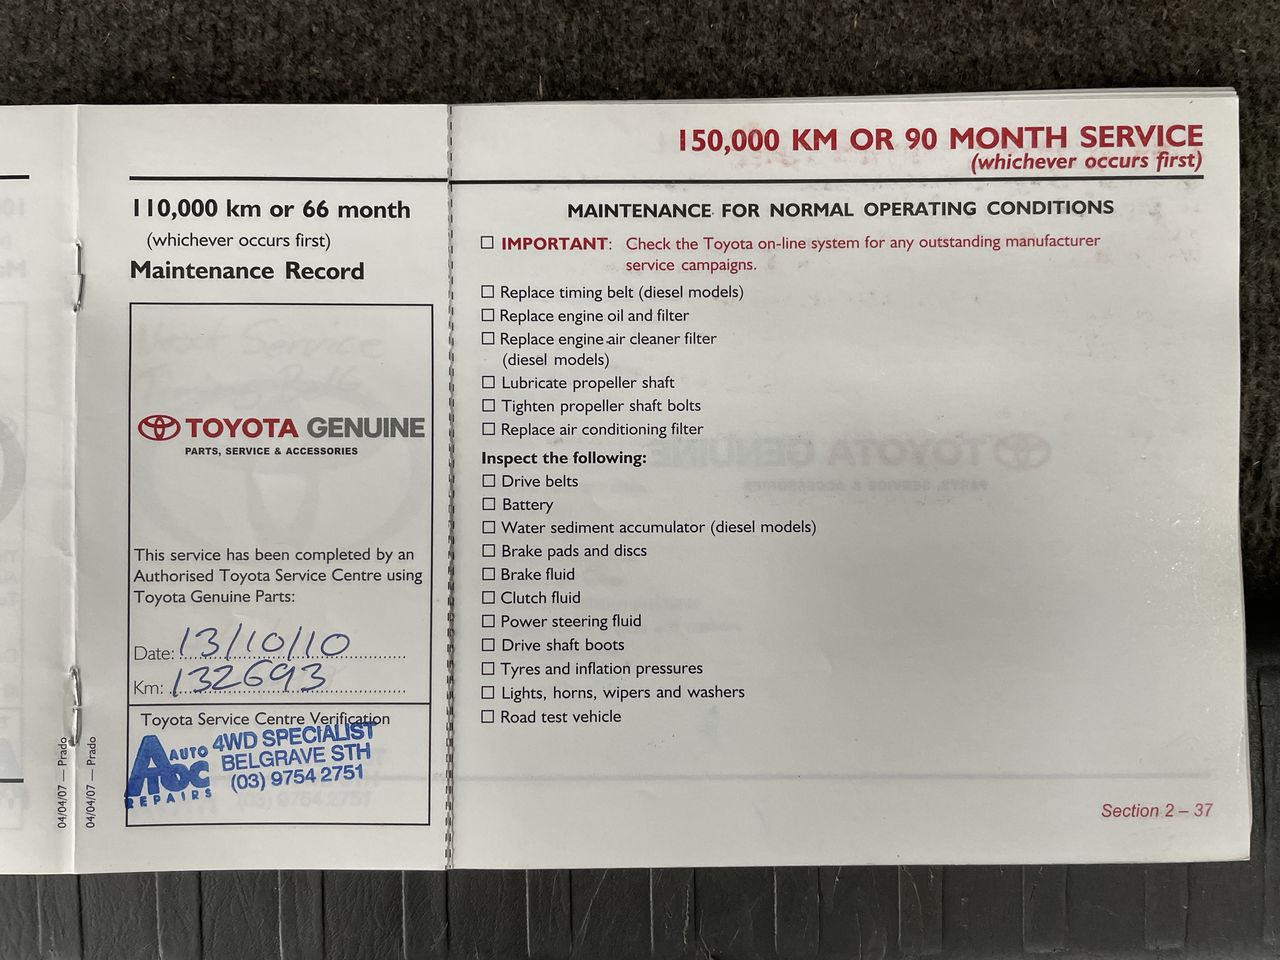 110,000 km or 66 month
(whichever occurs first)
Maintenance Record
Next Service
TOYOTA GENUINE
PARTS, SERVICE & ACCESSORIES
This service has been completed by an
Authorised Toyota Service Centre using
Toyota Genuine Parts:
Date: 13/10/10
Km: 132693
Toyota Service Centre Verification
ATOC AUTO
REPAIRS
4WD SPECIALIST
BELGRAVE STH
(03) 9754 2751
04/04/07 — Prado
04/04/07 — Prado
150,000 KM OR 90 MONTH SERVICE
(whichever occurs first)
MAINTENANCE FOR NORMAL OPERATING CONDITIONS
IMPORTANT: Check the Toyota on-line system for any outstanding manufacturer
service campaigns.
Replace timing belt (diesel models)
Replace engine oil and filter
Replace engine air cleaner filter
(diesel models)
Lubricate propeller shaft
Tighten propeller shaft bolts
Replace air conditioning filter
Inspect the following:
Drive belts
Battery
Water sediment accumulator (diesel models)
Brake pads and discs
Brake fluid
Clutch fluid
Power steering fluid
Drive shaft boots
Tyres and inflation pressures
Lights, horns, wipers and washers
Road test vehicle
Section 2 – 37